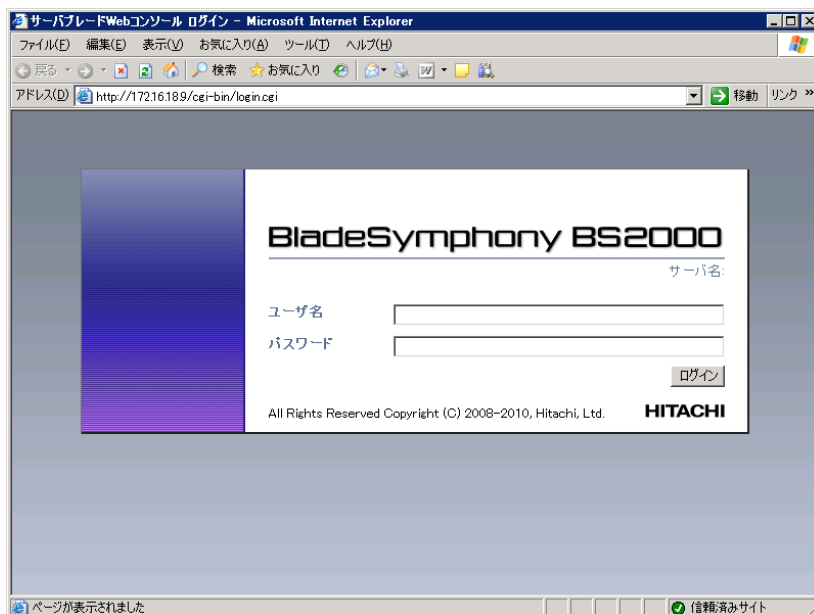 サーバブレードWebコンソール ログイン - Microsoft Internet Explorer
ファイル(F) 編集(E) 表示(V) お気に入り(A) ツール(T) ヘルプ(H)
戻る 検索 お気に入り
アドレス(D) http://172.16.18.9/cgi-bin/login.cgi 移動 リンク »
BladeSymphony BS2000
サーバ名:
ユーザ名
パスワード
ログイン
All Rights Reserved Copyright (C) 2008-2010, Hitachi, Ltd. HITACHI
ページが表示されました 信頼済みサイト